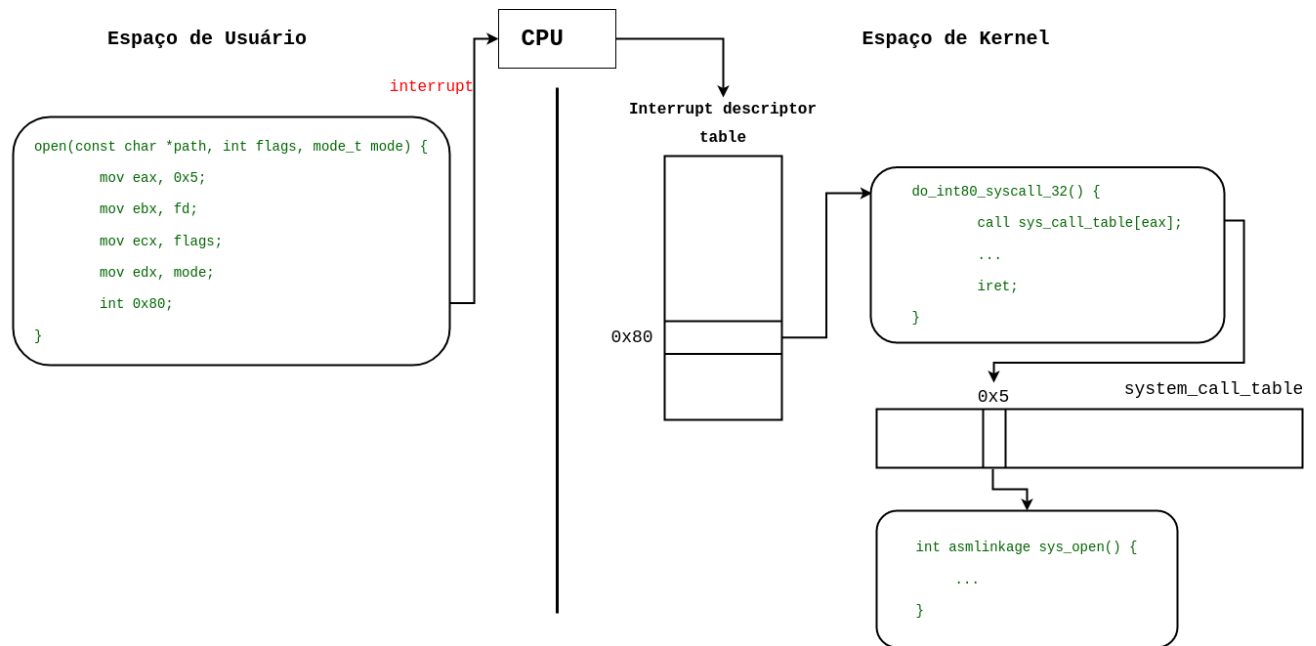 Espaço de Usuário
CPU
Espaço de Kernel
interrupt
open(const char *path, int flags, mode_t mode) {
mov eax, 0x5;
mov ebx, fd;
mov ecx, flags;
mov edx, mode;
int 0x80;
}
Interrupt descriptor
table
0x80
do_int80_syscall_32() {
call sys_call_table[eax];
...
iret;
}
system_call_table
0x5
int asmlinkage sys_open() {
...
}